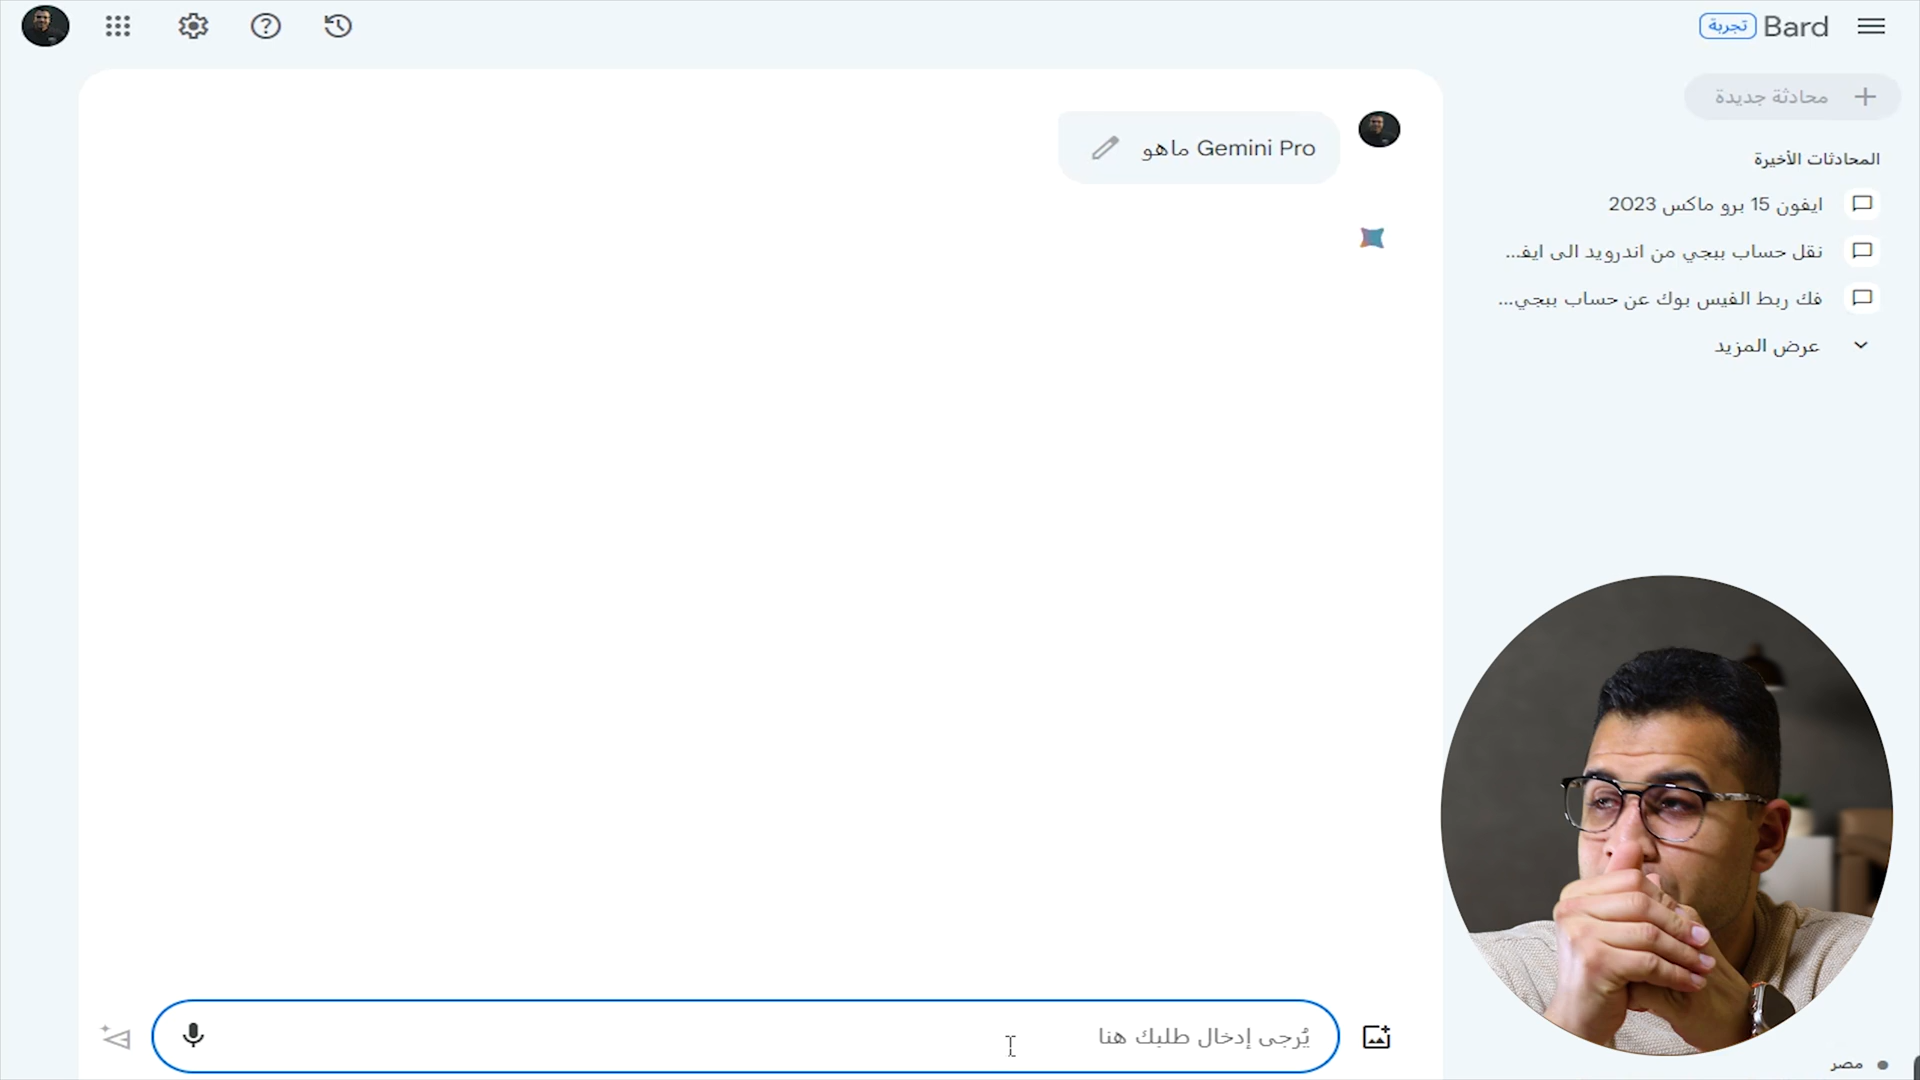 Bard تجربة
محادثة جديدة
المحادثات الأخيرة
ايفون 15 برو ماكس 2023
نقل حساب ببجي من اندرويد الى ايفـ...
فك ربط الفيس بوك عن حساب ببجي...
عرض المزيد
Gemini Pro ماهو
يُرجى إدخال طلبك هنا
مصر